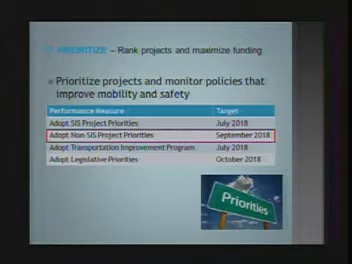 PRIORITIZE – Rank projects and maximize funding
Prioritize projects and monitor policies that
improve mobility and safety
Performance Measure Target
Adopt SIS Project Priorities July 2018
Adopt Non-SIS Project Priorities September 2018
Adopt Transportation Improvement Program July 2018
Adopt Legislative Priorities October 2018
Priorities